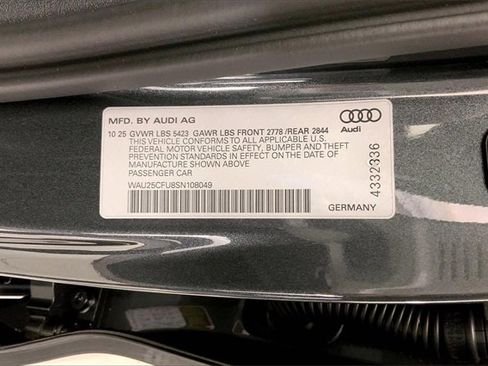 MFD. BY AUDI AG
10 25 GVWR LBS 5423 GAWR LBS FRONT 2778 /REAR 2844
THIS VEHICLE CONFORMS TO ALL APPLICABLE U.S.
FEDERAL MOTOR VEHICLE SAFETY, BUMPER AND THEFT
PREVENTION STANDARDS IN EFFECT ON THE DATE OF
MANUFACTURE SHOWN ABOVE
PASSENGER CAR
WAU25CFU8SN108049
Audi
4332336
GERMANY